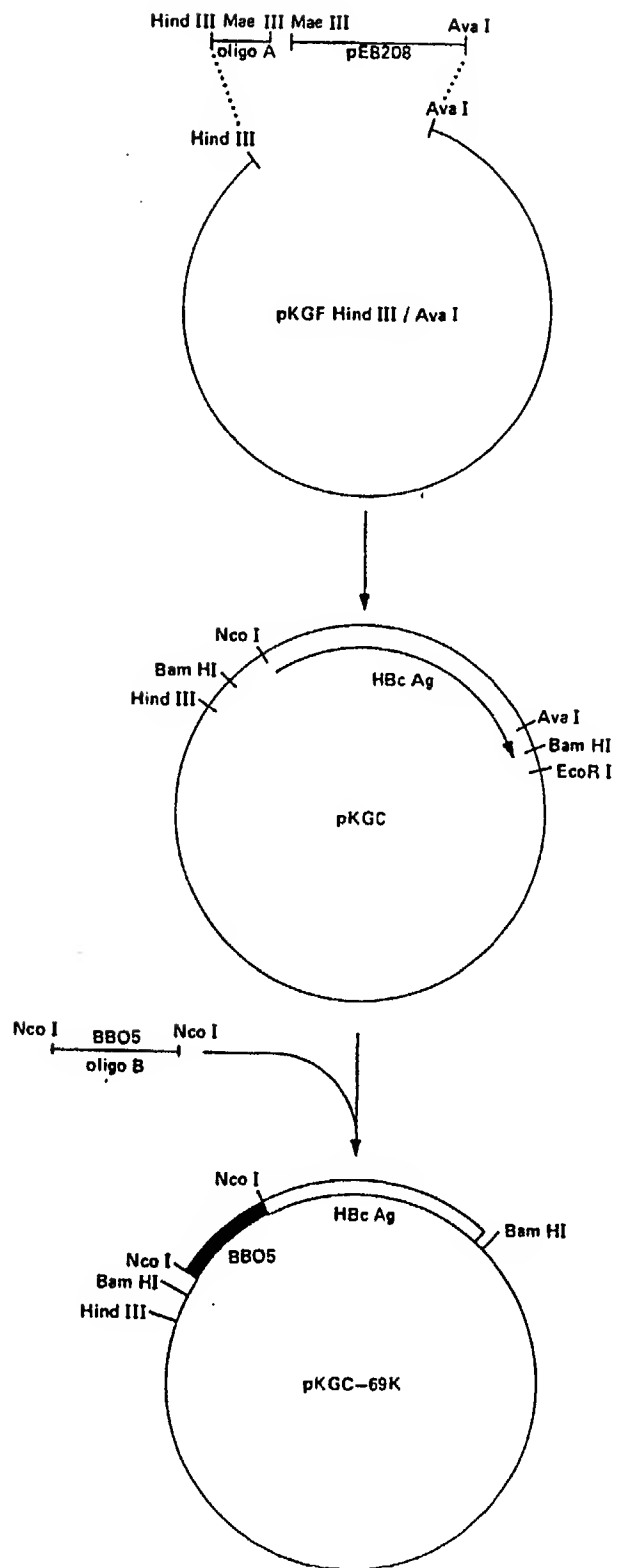 Hind III Mae III Mae III Ava I
oligo A pEB208
Ava I
Hind III
pKGF Hind III / Ava I
Nco I
Bam HI
HBc Ag
Hind III
Ava I
Bam HI
EcoR I
pKGC
Nco I BBO5 Nco I
oligo B
Nco I
HBc Ag
Bam HI
Nco I
BBO5
Bam HI
Hind III
pKGC-69K